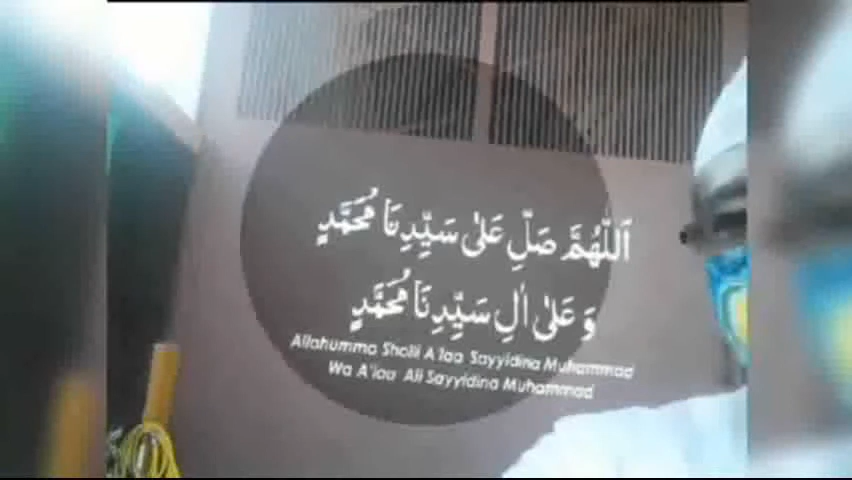 اَللّٰهُمَّ صَلِّ عَلٰى سَيِّدِنَا مُحَمَّدٍ
وَ عَلٰى اٰلِ سَيِّدِنَا مُحَمَّدٍ
Allahumma Sholli A'laa Sayyidina Muhammad
Wa A'laa Ali Sayyidina Muhammad